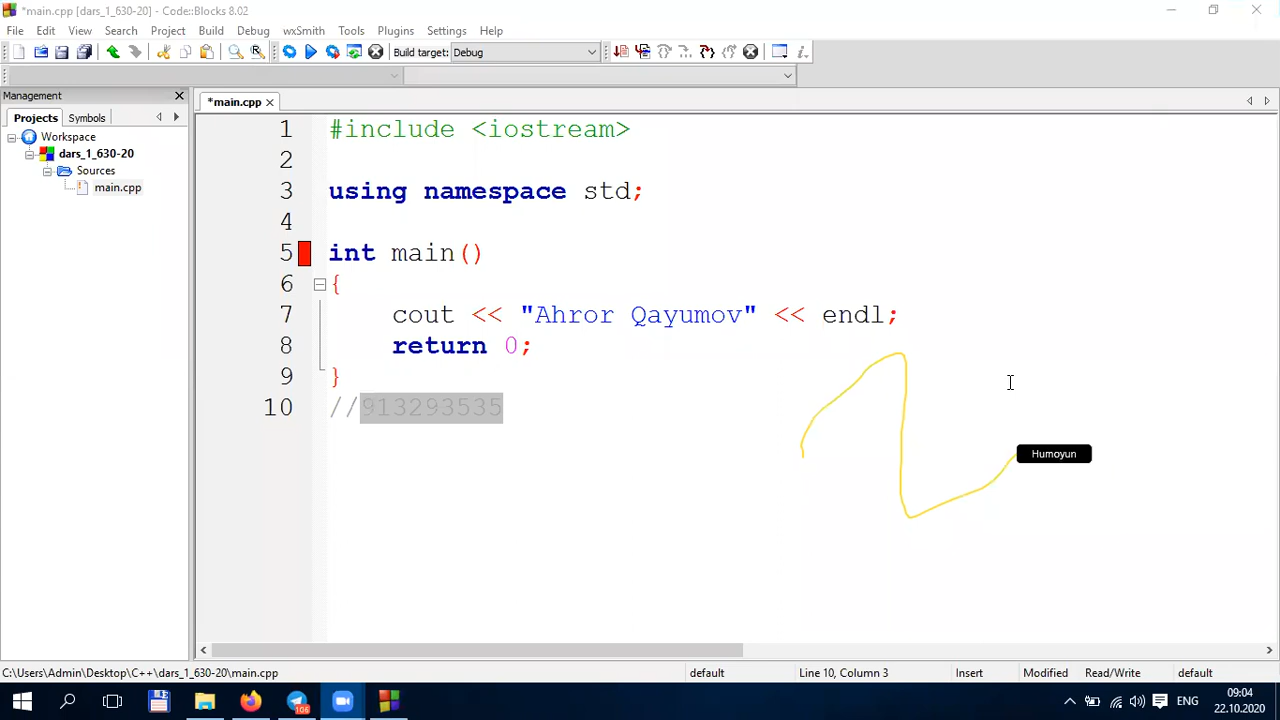 *main.cpp [dars_1_630-20] - Code::Blocks 8.02
File Edit View Search Project Build Debug wxSmith Tools Plugins Settings Help
Build target: Debug
Management
Projects Symbols
Workspace
dars_1_630-20
Sources
main.cpp
*main.cpp
1 #include <iostream>
2
3 using namespace std;
4
5 int main()
6 {
7 cout << "Ahror Qayumov" << endl;
8 return 0;
9 }
10 //913293535
Humoyun
C:\Users\Admin\Desktop\C++\dars_1_630-20\main.cpp default Line 10, Column 3 Insert Modified Read/Write default
106
ENG
09:04
22.10.2020